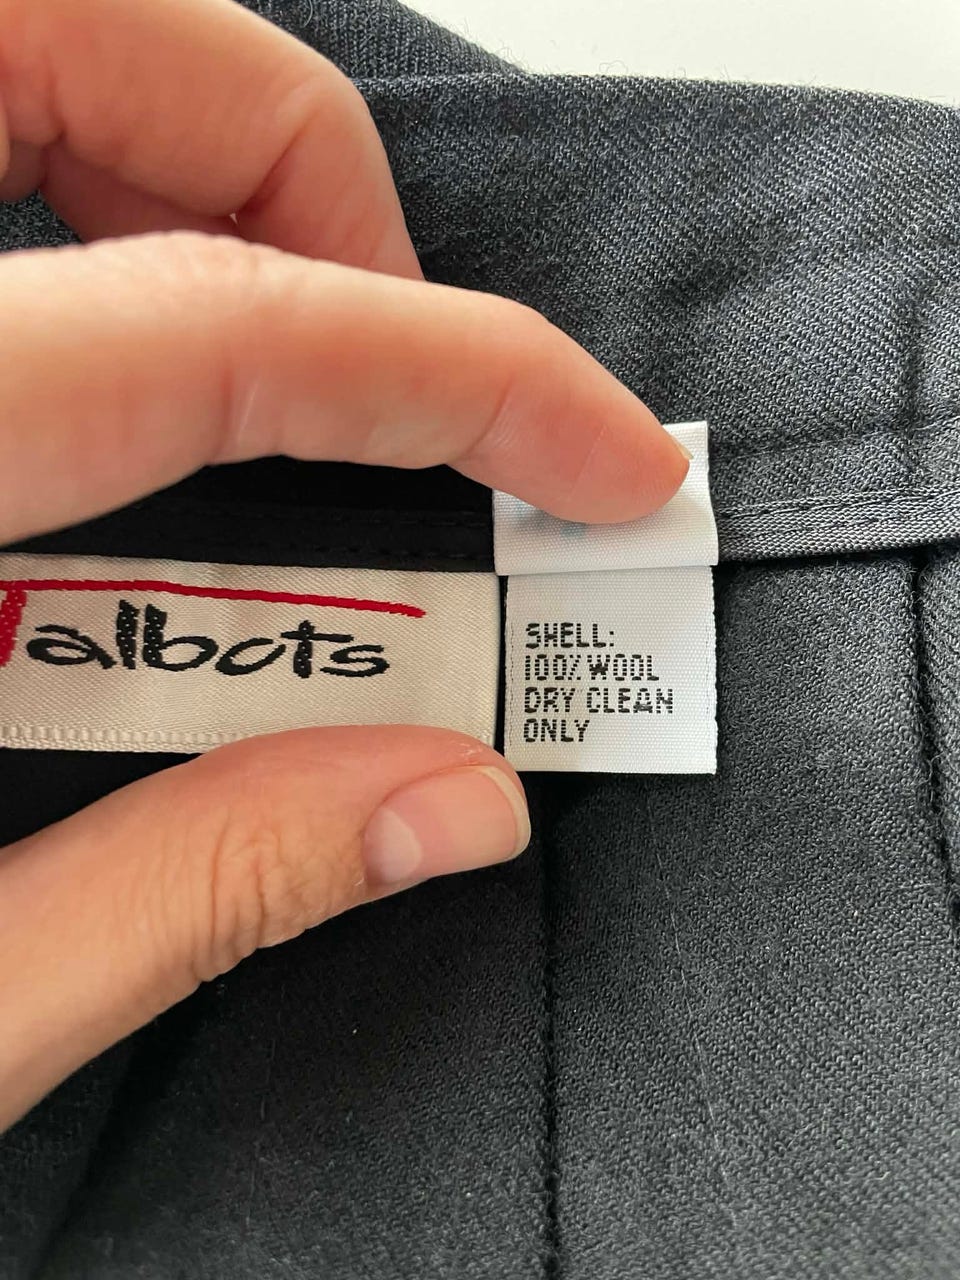 Talbots
SHELL:
100% WOOL
DRY CLEAN
ONLY